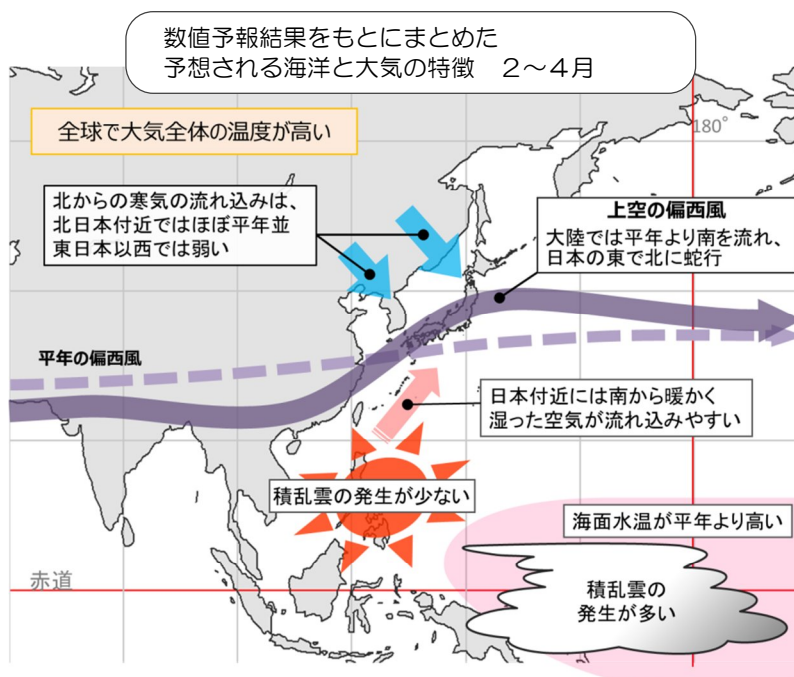 数値予報結果をもとにまとめた
予想される海洋と大気の特徴　2～4月
全球で大気全体の温度が高い
180°
北からの寒気の流れ込みは、
北日本付近ではほぼ平年並
東日本以西では弱い
上空の偏西風
大陸では平年より南を流れ、
日本の東で北に蛇行
平年の偏西風
日本付近には南から暖かく
湿った空気が流れ込みやすい
積乱雲の発生が少ない
海面水温が平年より高い
赤道
積乱雲の
発生が多い